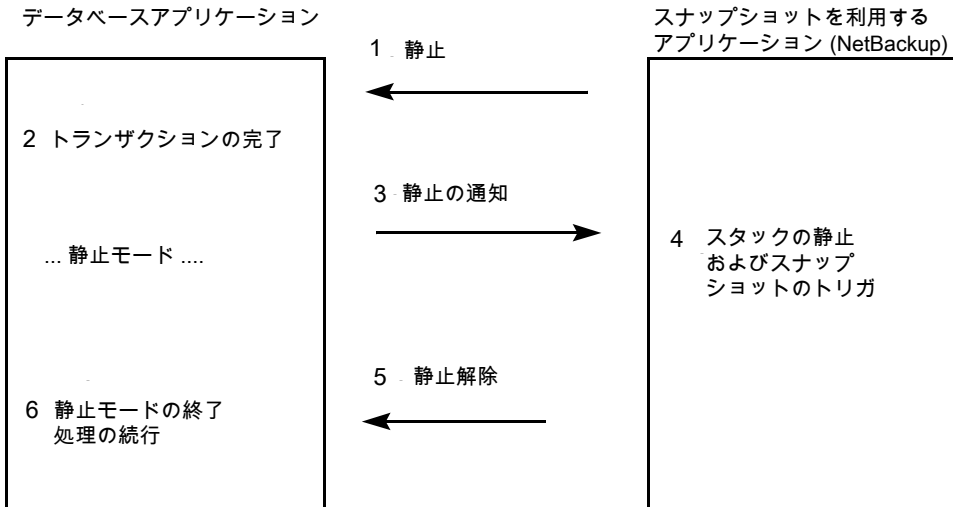 データベースアプリケーション
スナップショットを利用する
アプリケーション (NetBackup)
1 静止
2 トランザクションの完了
3 静止の通知
... 静止モード ....
4 スタックの静止
およびスナップ
ショットのトリガ
5 静止解除
6 静止モードの終了
処理の続行